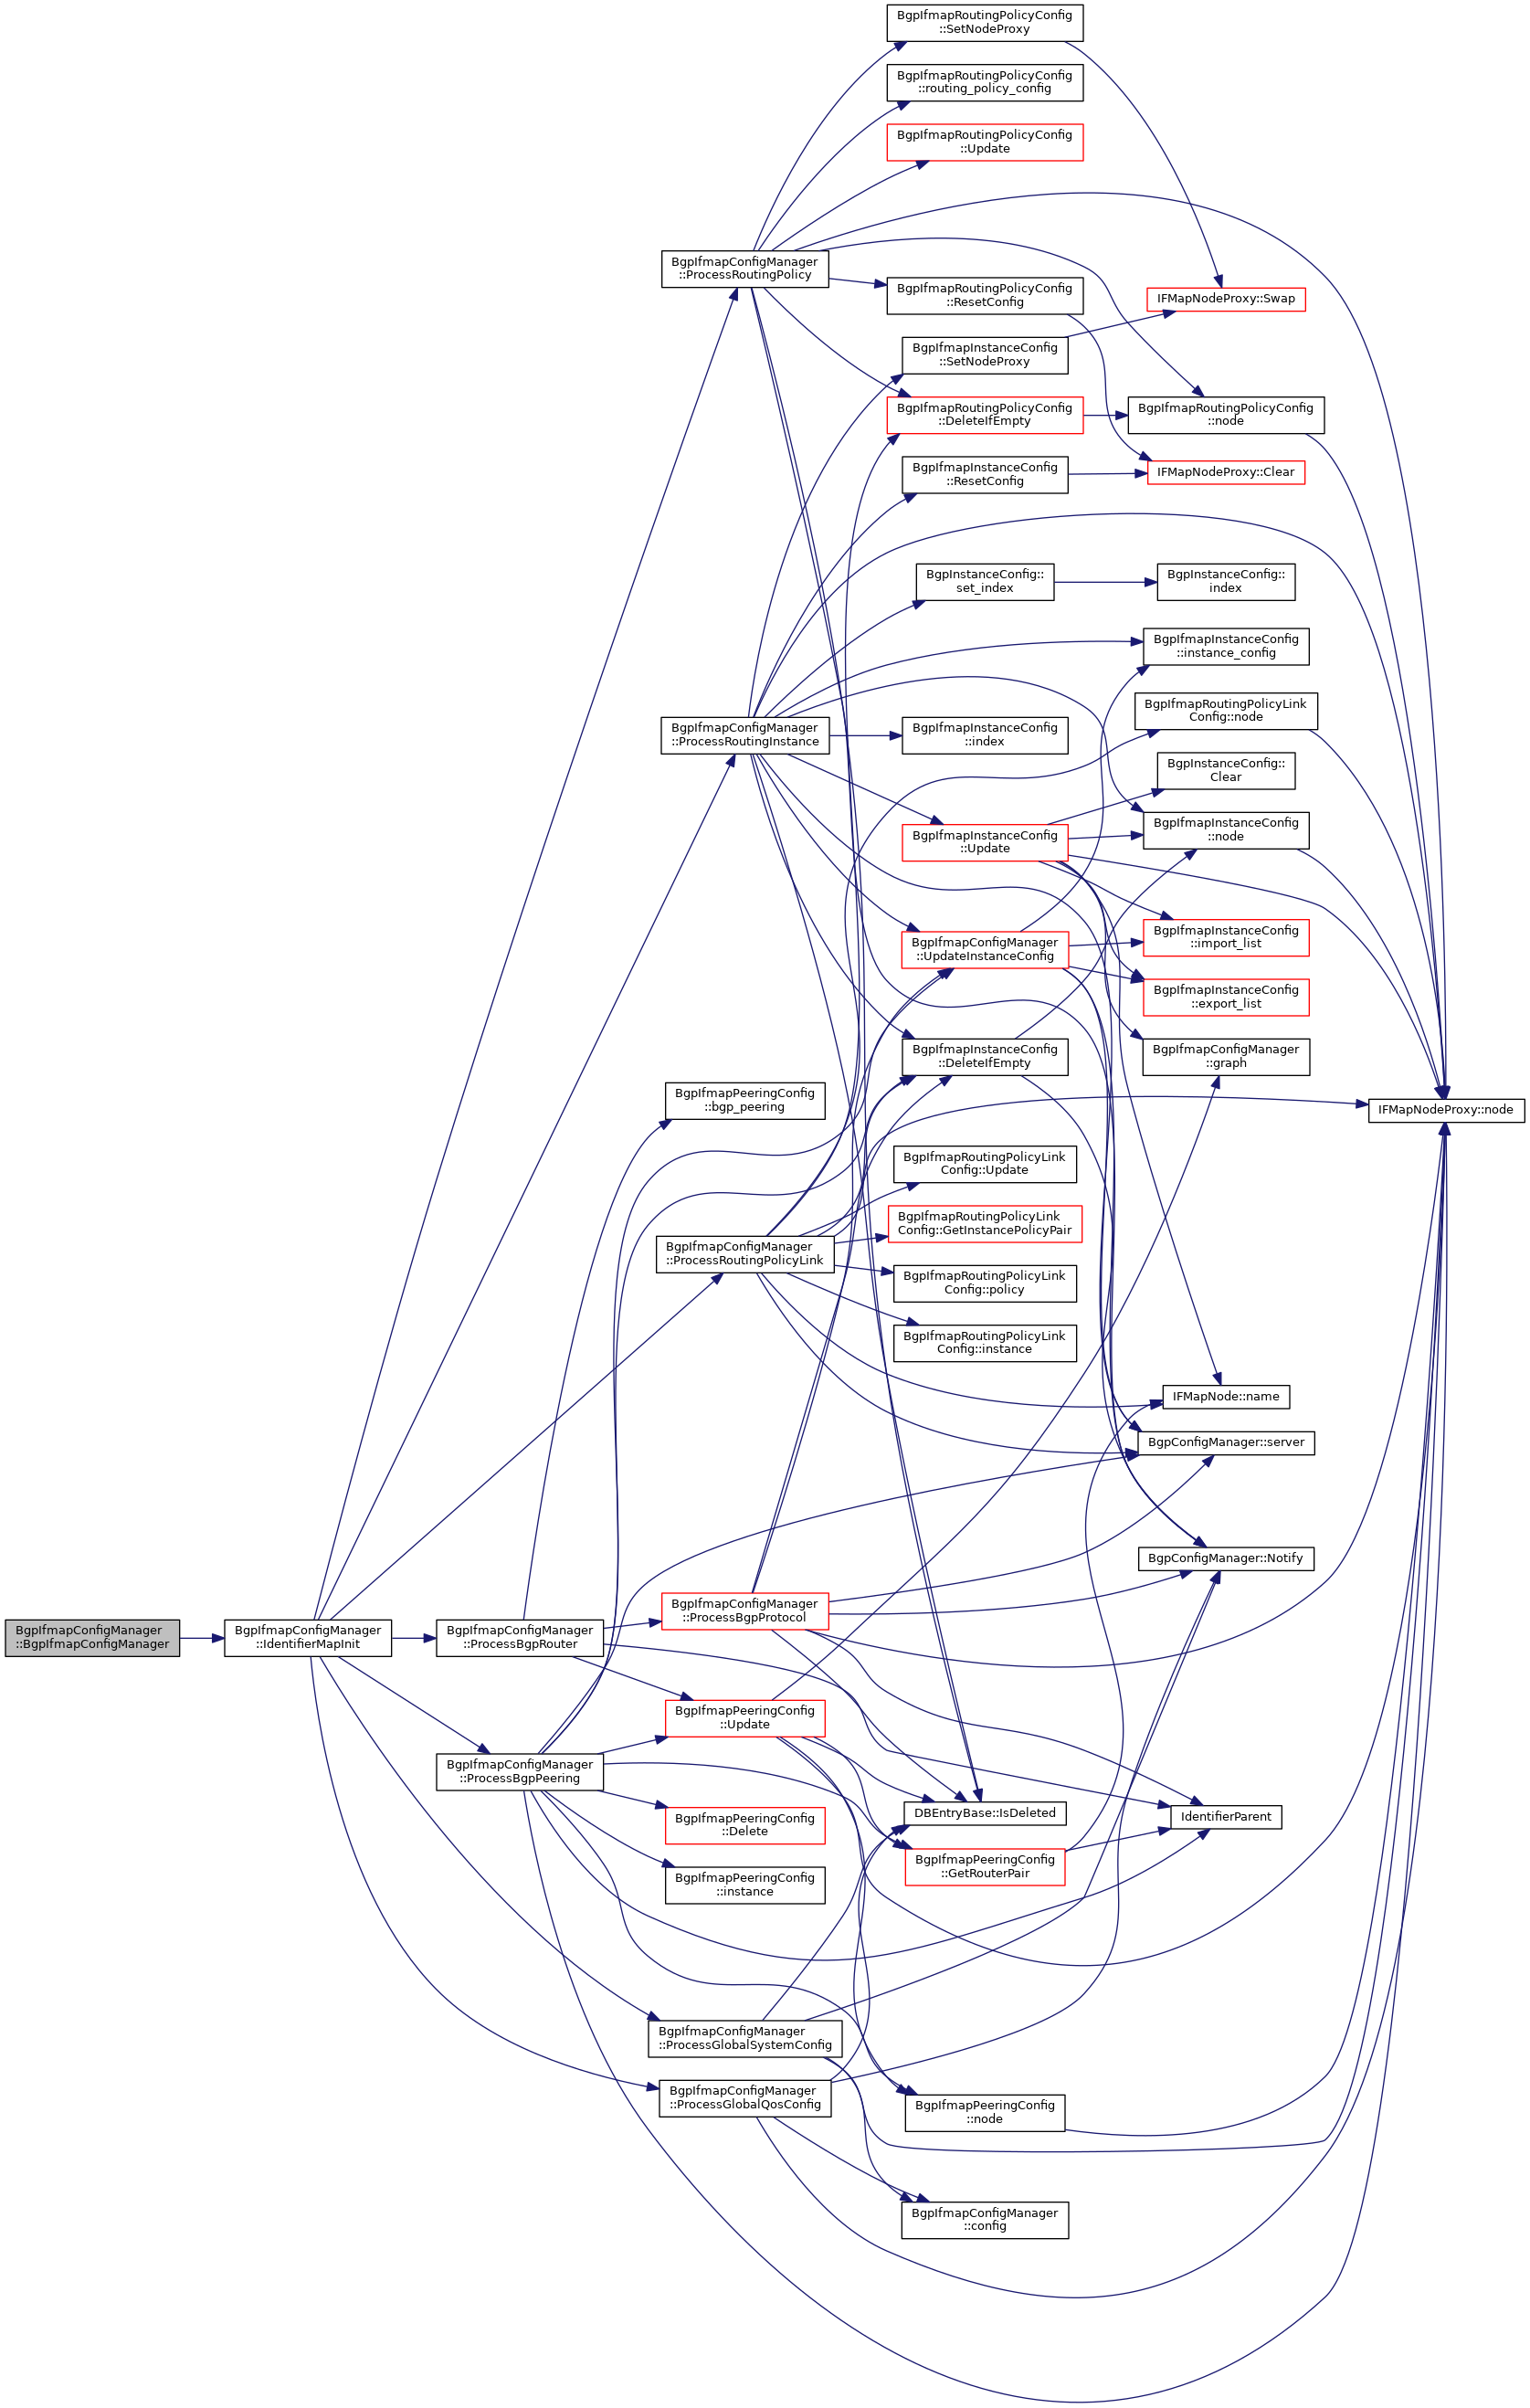 BgpIfmapRoutingPolicyConfig
::SetNodeProxy
BgpIfmapRoutingPolicyConfig
::routing_policy_config
BgpIfmapRoutingPolicyConfig
::Update
BgpIfmapConfigManager
::ProcessRoutingPolicy
BgpIfmapRoutingPolicyConfig
::ResetConfig
IFMapNodeProxy::Swap
BgpIfmapInstanceConfig
::SetNodeProxy
BgpIfmapRoutingPolicyConfig
::DeleteIfEmpty
BgpIfmapRoutingPolicyConfig
::node
BgpIfmapInstanceConfig
::ResetConfig
IFMapNodeProxy::Clear
BgpInstanceConfig::
set_index
BgpInstanceConfig::
index
BgpIfmapInstanceConfig
::instance_config
BgpIfmapRoutingPolicyLink
Config::node
BgpIfmapConfigManager
::ProcessRoutingInstance
BgpIfmapInstanceConfig
::index
BgpInstanceConfig::
Clear
BgpIfmapInstanceConfig
::Update
BgpIfmapInstanceConfig
::node
BgpIfmapConfigManager
::UpdateInstanceConfig
BgpIfmapInstanceConfig
::import_list
BgpIfmapInstanceConfig
::export_list
BgpIfmapInstanceConfig
::DeleteIfEmpty
BgpIfmapConfigManager
::graph
BgpIfmapPeeringConfig
::bgp_peering
IFMapNodeProxy::node
BgpIfmapRoutingPolicyLink
Config::Update
BgpIfmapRoutingPolicyLink
Config::GetInstancePolicyPair
BgpIfmapConfigManager
::ProcessRoutingPolicyLink
BgpIfmapRoutingPolicyLink
Config::policy
BgpIfmapRoutingPolicyLink
Config::instance
IFMapNode::name
BgpConfigManager::server
BgpConfigManager::Notify
BgpIfmapConfigManager
::ProcessBgpProtocol
BgpIfmapConfigManager
::BgpIfmapConfigManager
BgpIfmapConfigManager
::IdentifierMapInit
BgpIfmapConfigManager
::ProcessBgpRouter
BgpIfmapPeeringConfig
::Update
BgpIfmapConfigManager
::ProcessBgpPeering
DBEntryBase::IsDeleted
IdentifierParent
BgpIfmapPeeringConfig
::Delete
BgpIfmapPeeringConfig
::GetRouterPair
BgpIfmapPeeringConfig
::instance
BgpIfmapConfigManager
::ProcessGlobalSystemConfig
BgpIfmapConfigManager
::ProcessGlobalQosConfig
BgpIfmapPeeringConfig
::node
BgpIfmapConfigManager
::config